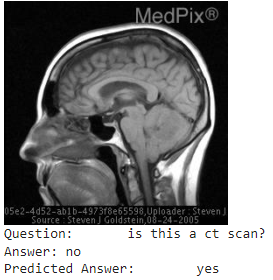 MedPix®
05e2-4d52-ab1b-4973f8e65598,Uploader : Steven J
Source : Steven J Goldstein,08-24-2005
Question: is this a ct scan?
Answer: no
Predicted Answer: yes